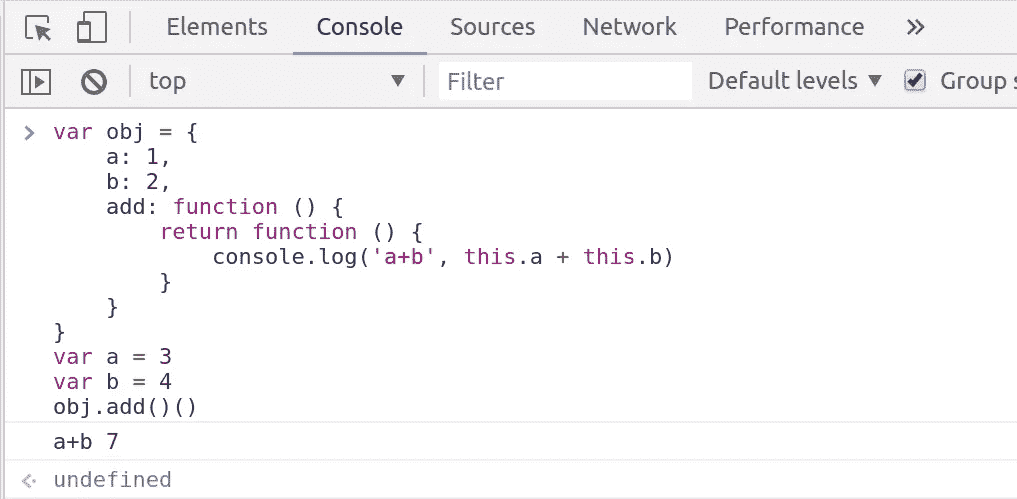 Elements Console Sources Network Performance »
top ▼ Filter Default levels ▼ Group s
> var obj = {
    a: 1,
    b: 2,
    add: function () {
        return function () {
            console.log('a+b', this.a + this.b)
        }
    }
}
var a = 3
var b = 4
obj.add()()
a+b 7
undefined